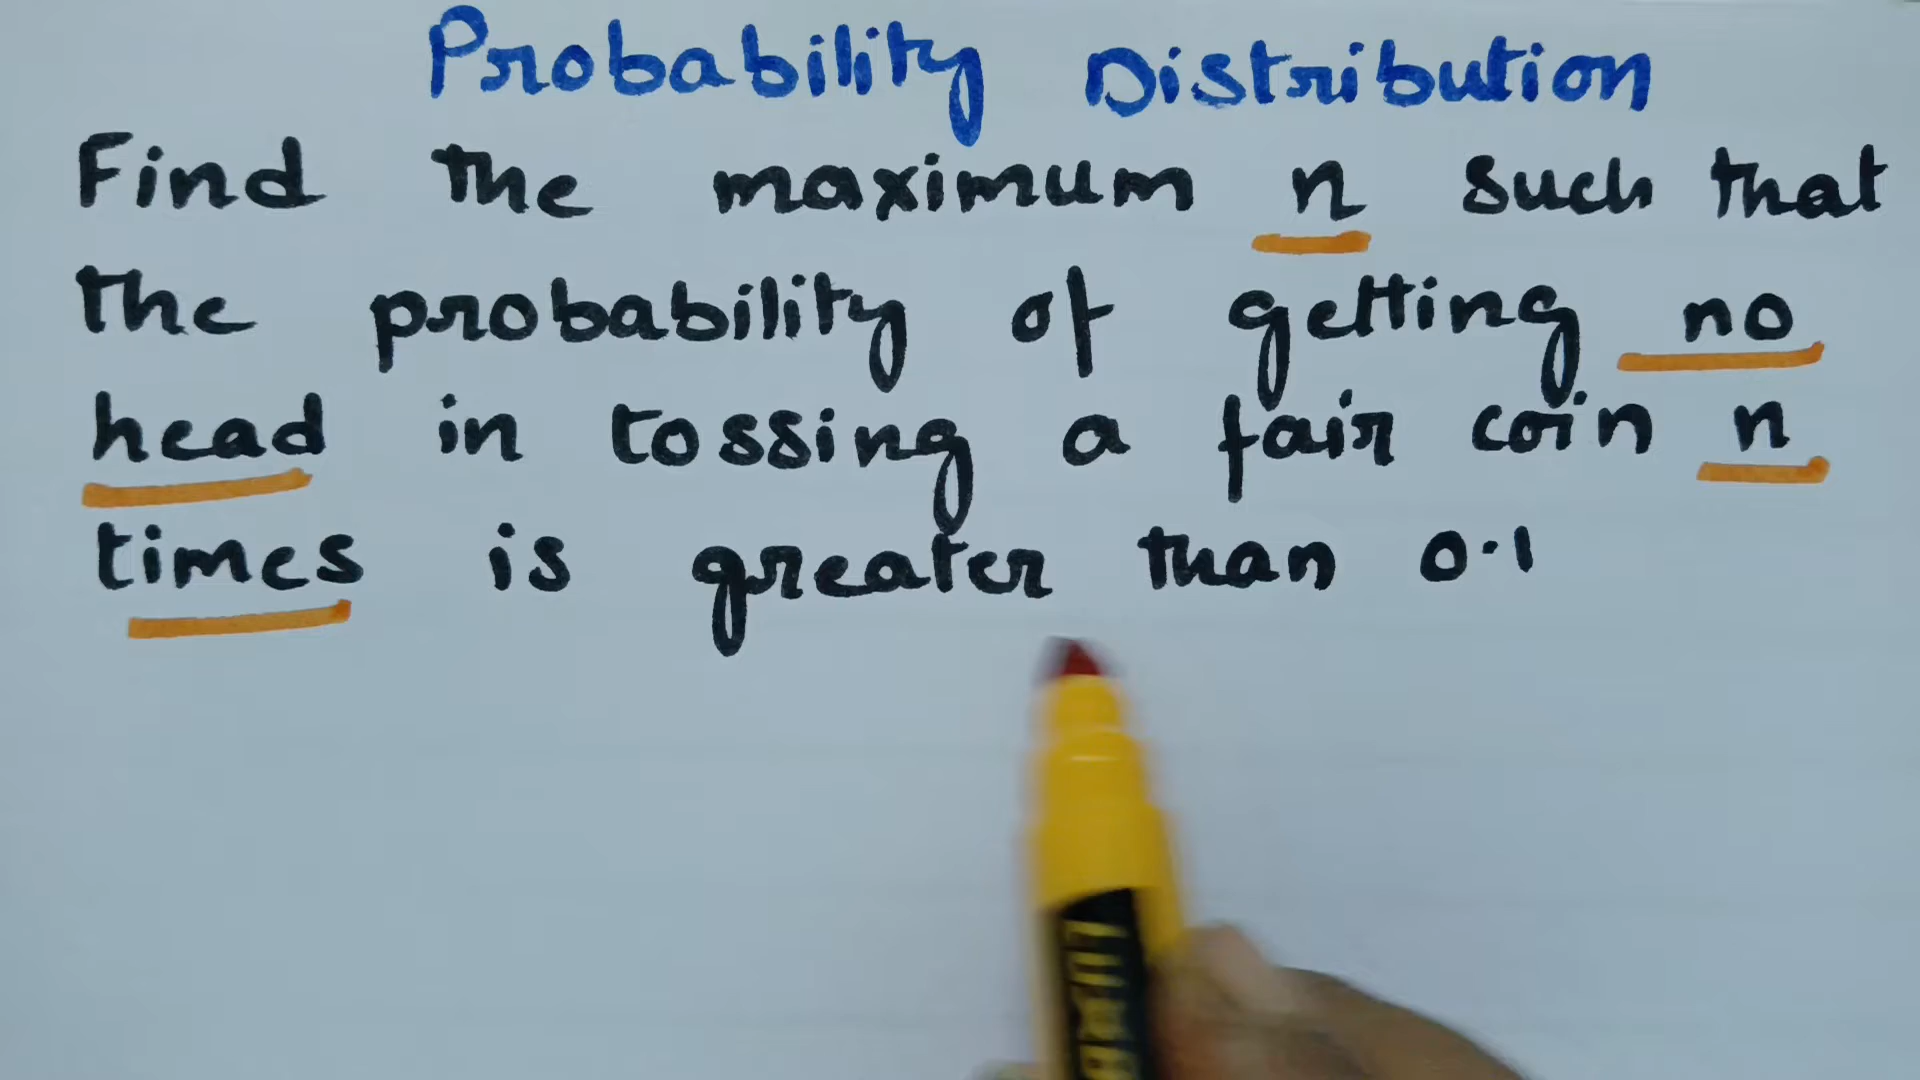 Probability Distribution
Find the maximum n such that
the probability of getting no
head in tossing a fair coin n
times is greater than 0.1